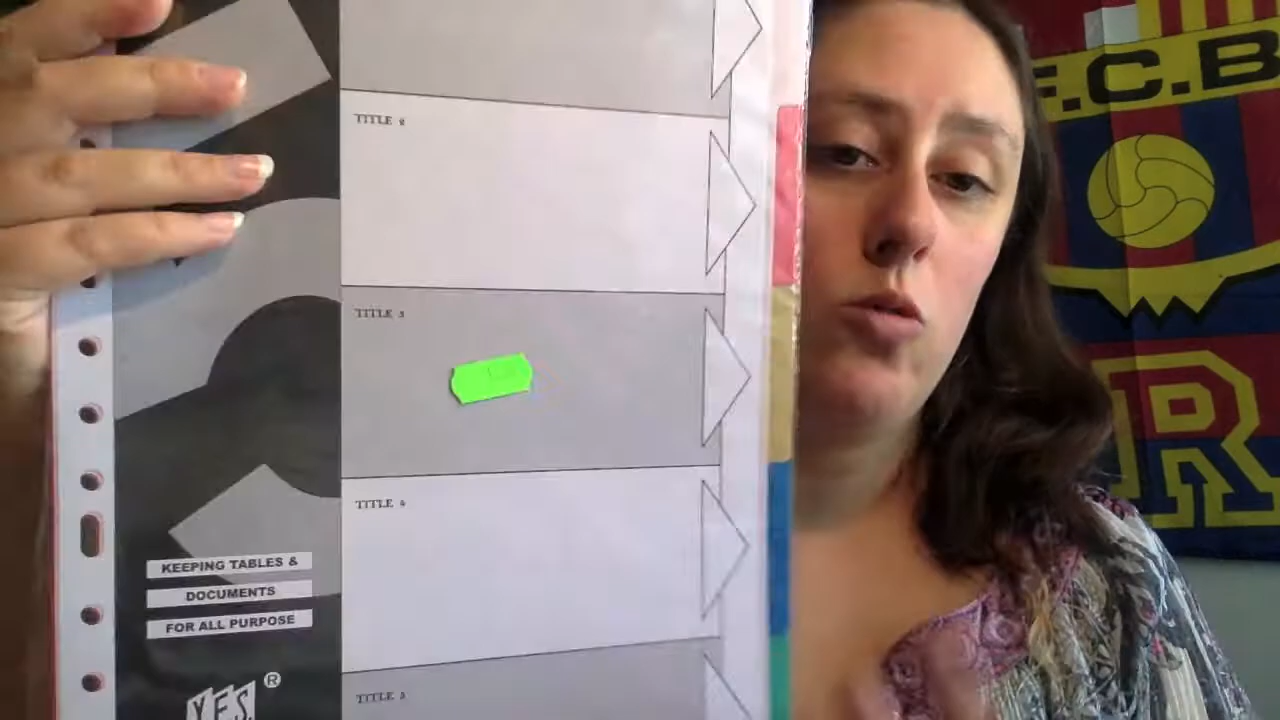 F.C.B
TITLE 2
TITLE 3
TITLE 4
KEEPING TABLES &
DOCUMENTS
FOR ALL PURPOSE
TITLE 5
Y.E.S.®
R